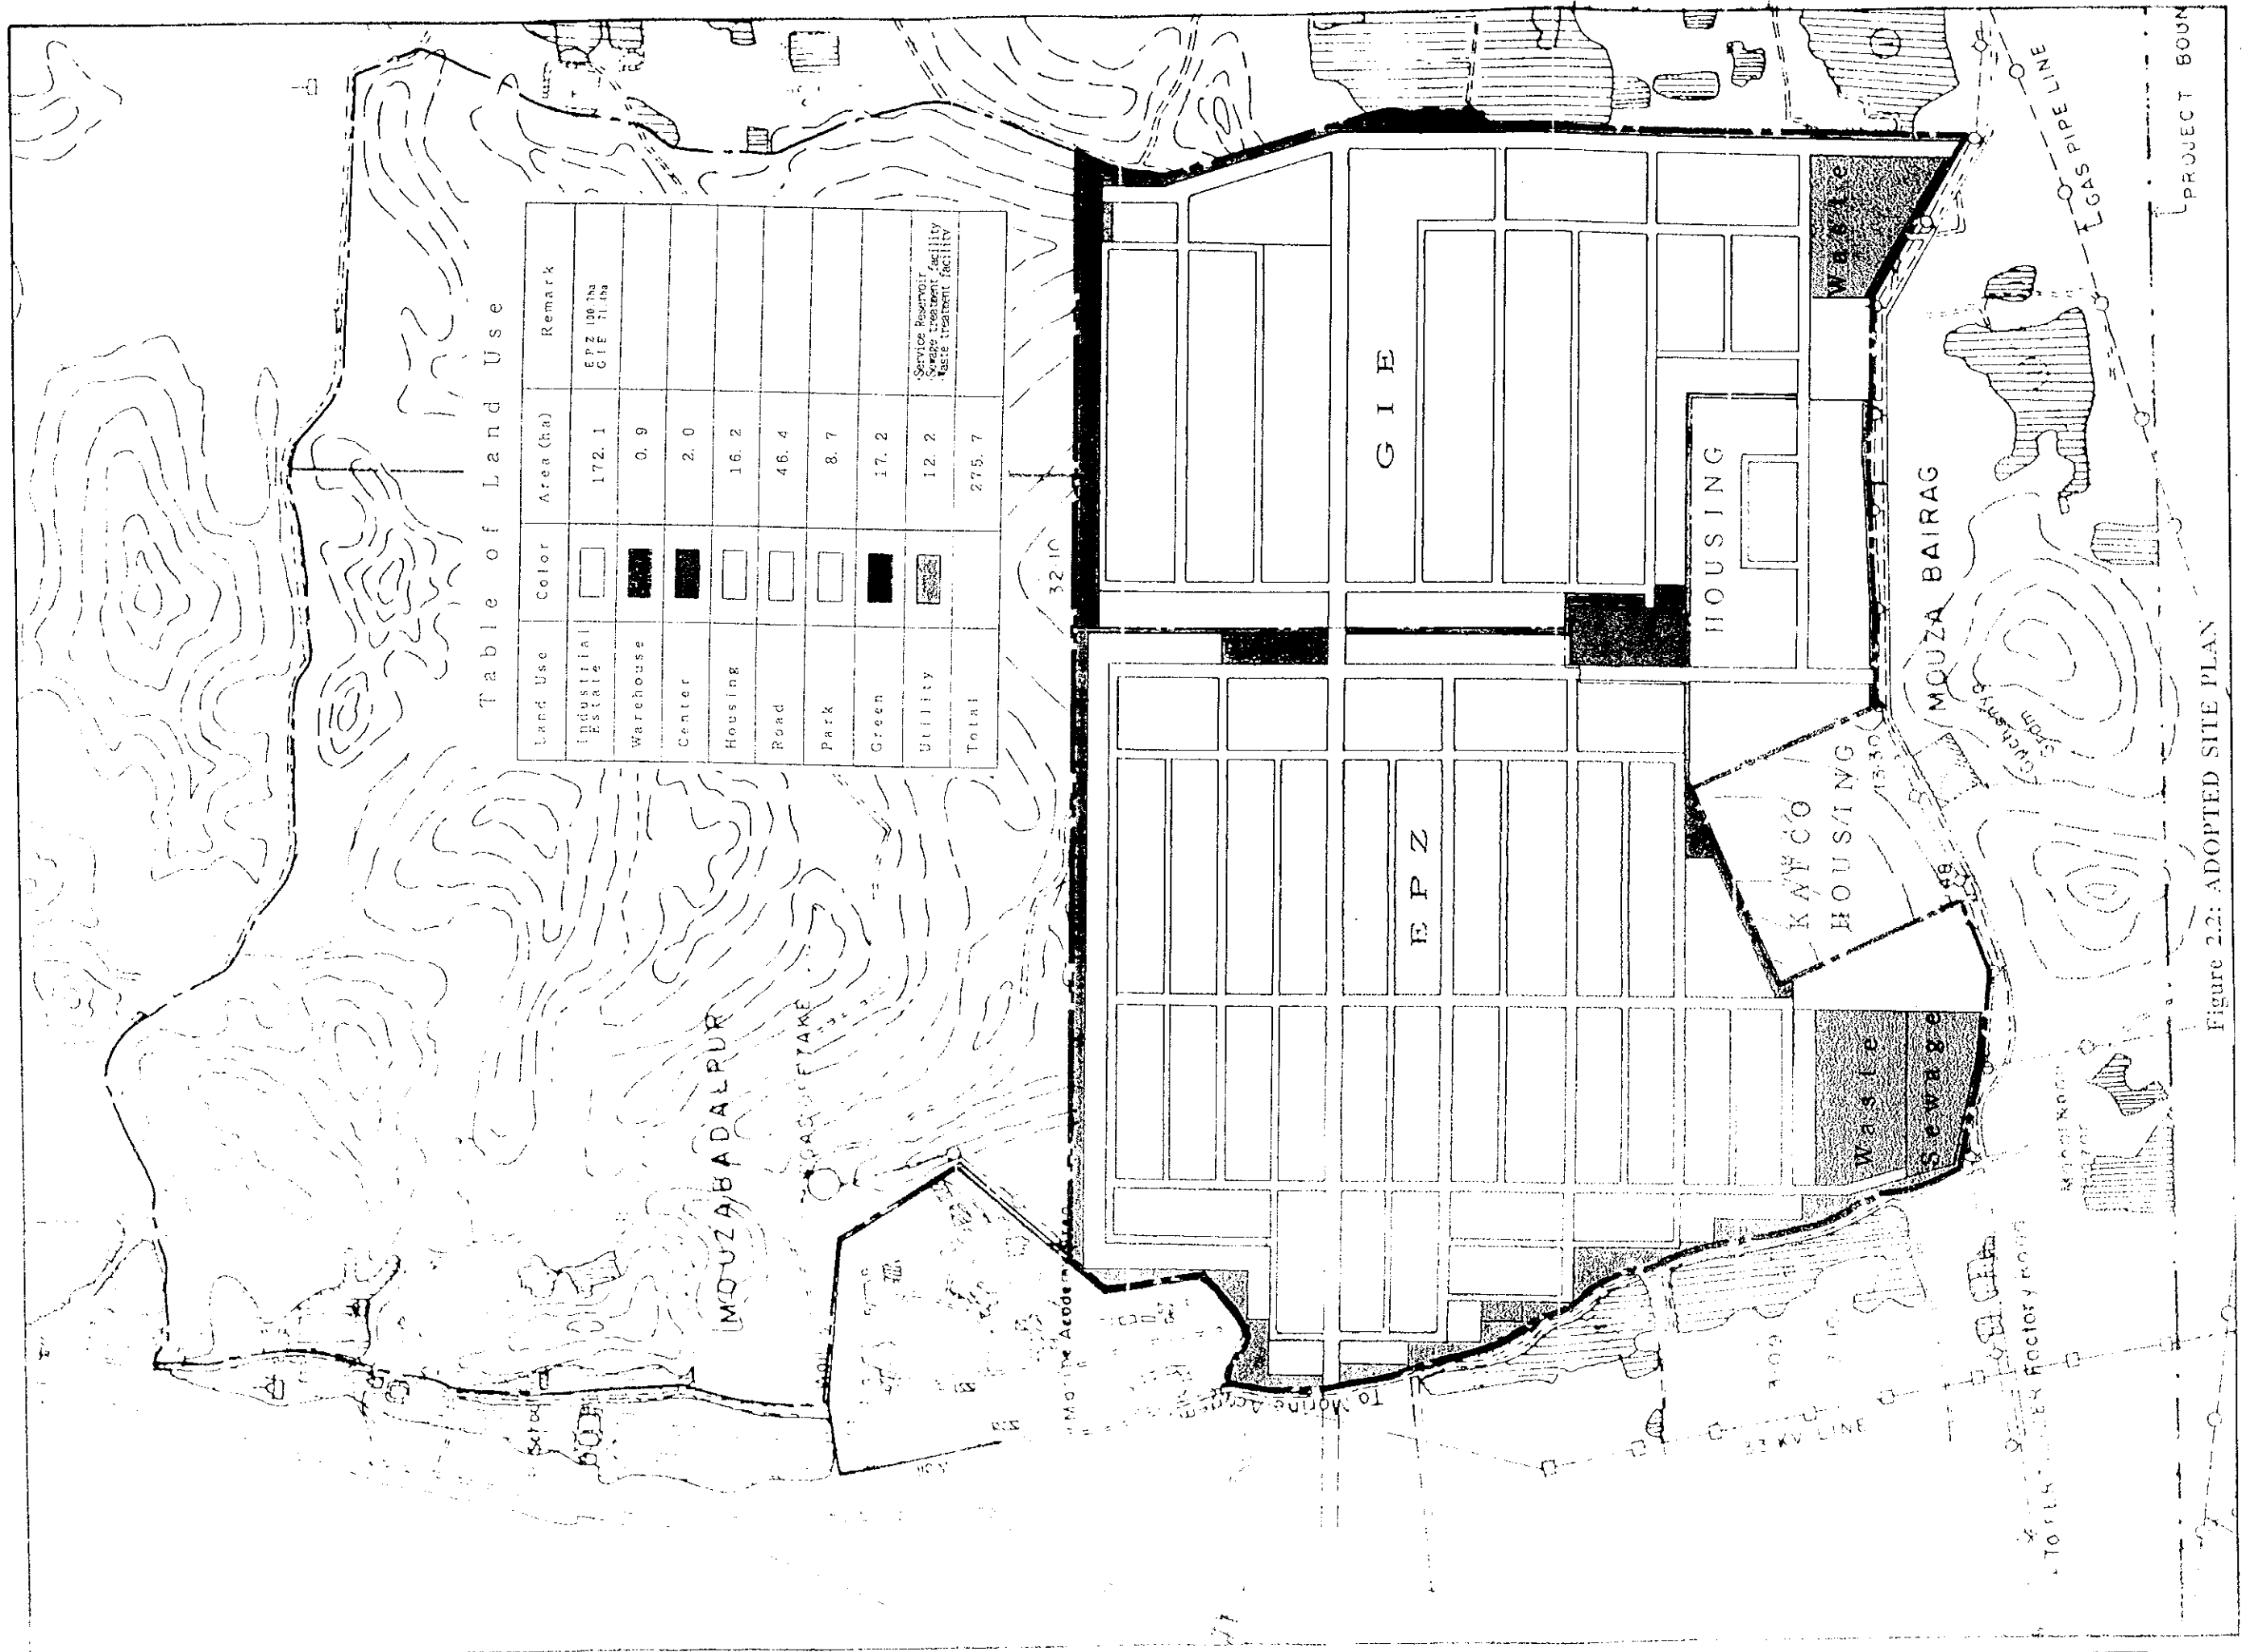 Table of Land Use
Land Use Color Area (ha) Remark
Industrial Estate 172.1 EPZ 100.7ha GIE 71.4ha
Warehouse 0.9
Center 2.0
Housing 16.2
Road 46.4
Park 8.7
Green 17.2
Utility 12.2 Service Reservoir Sewage treatment facility Waste treatment facility
Total 275.7
32.10
MOUZA BADALPUR
To Marine Academy
EPZ
GIE
HOUSING
KAFCO
HOUSING
Waste
Waste
Sewage
MOUZA BAIRAG
Guchsha
Gram
33 KV LINE
GAS PIPE LINE
PROJECT BOUN
Figure 2.2: ADOPTED SITE PLAN